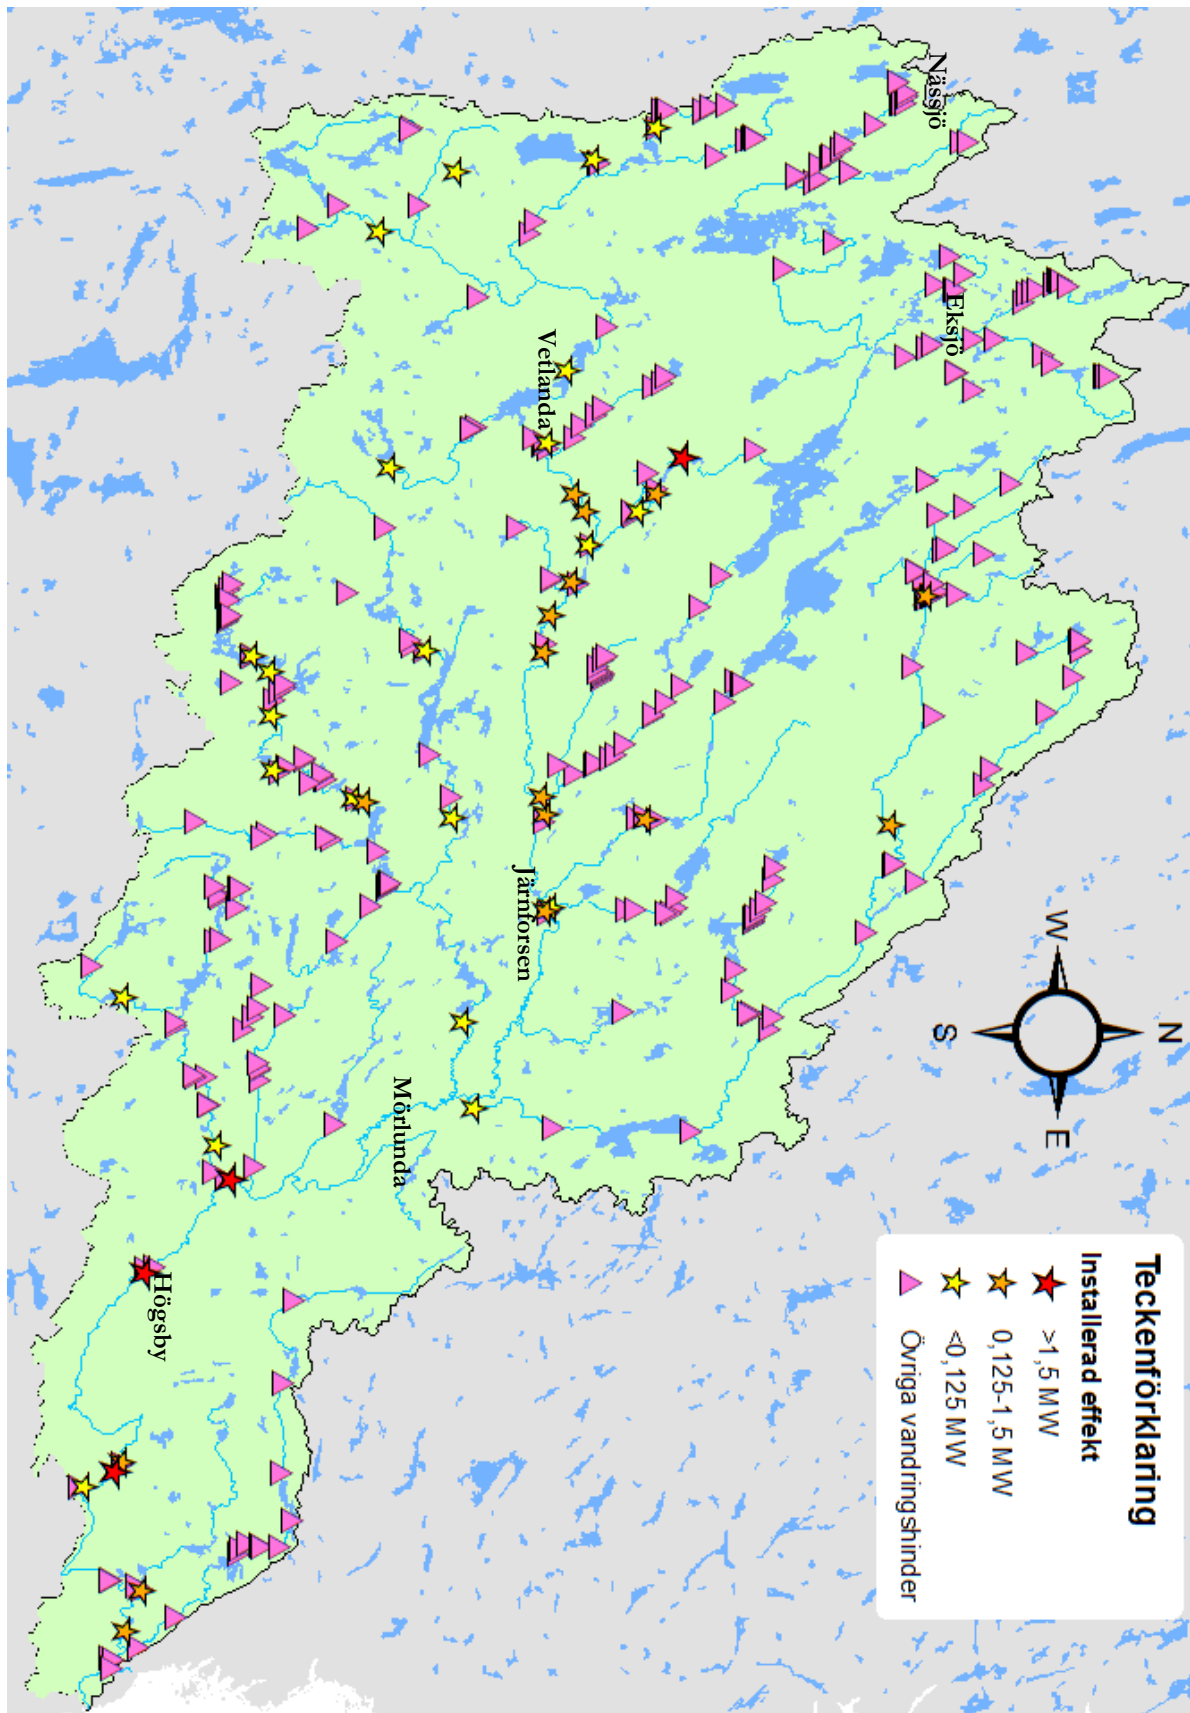 Nässjö
Eksjö
Vetlanda
Järnforsen
Mörlunda
Högsby
N
W
E
S
Teckenförklaring
Installerad effekt
>1,5 MW
0,125-1,5 MW
<0,125 MW
Övriga vandringshinder